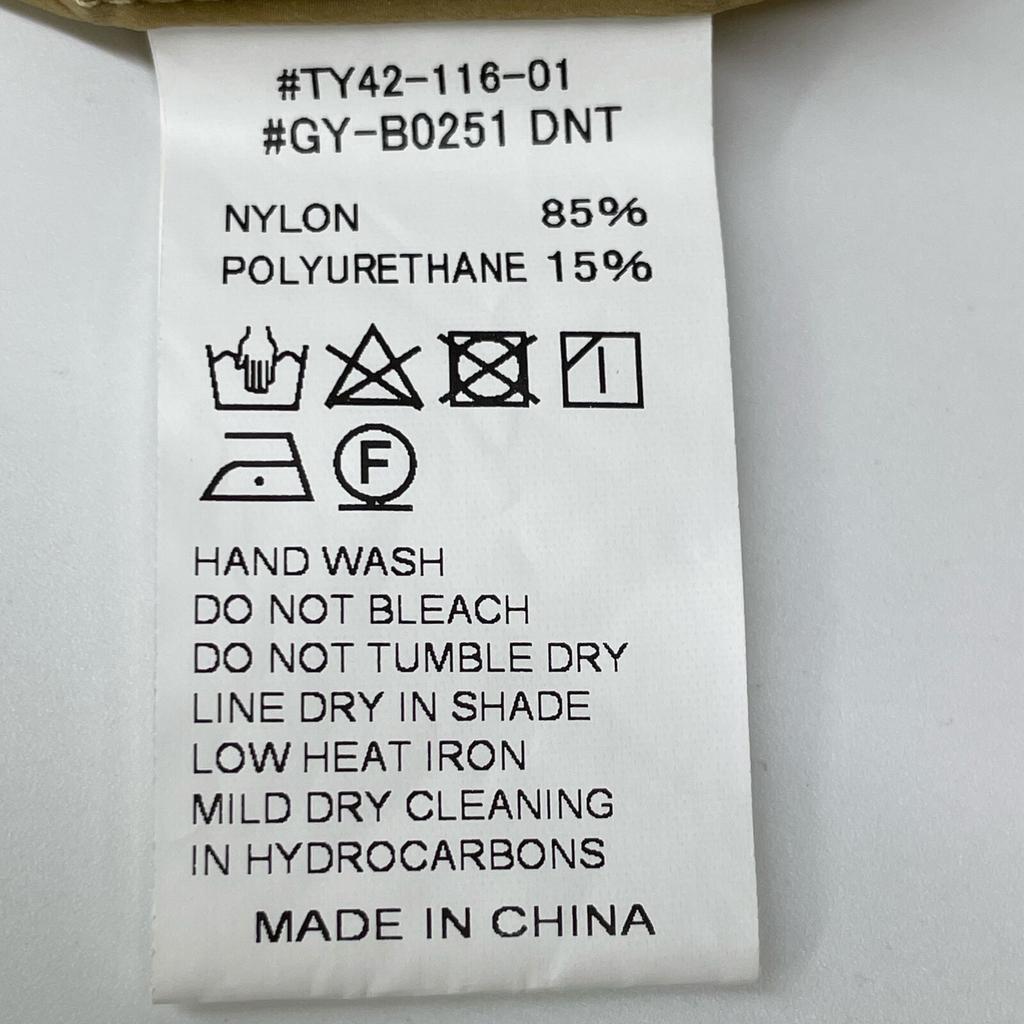 #TY42-116-01
#GY-B0251 DNT
NYLON 85%
POLYURETHANE 15%
F
HAND WASH
DO NOT BLEACH
DO NOT TUMBLE DRY
LINE DRY IN SHADE
LOW HEAT IRON
MILD DRY CLEANING
IN HYDROCARBONS
MADE IN CHINA